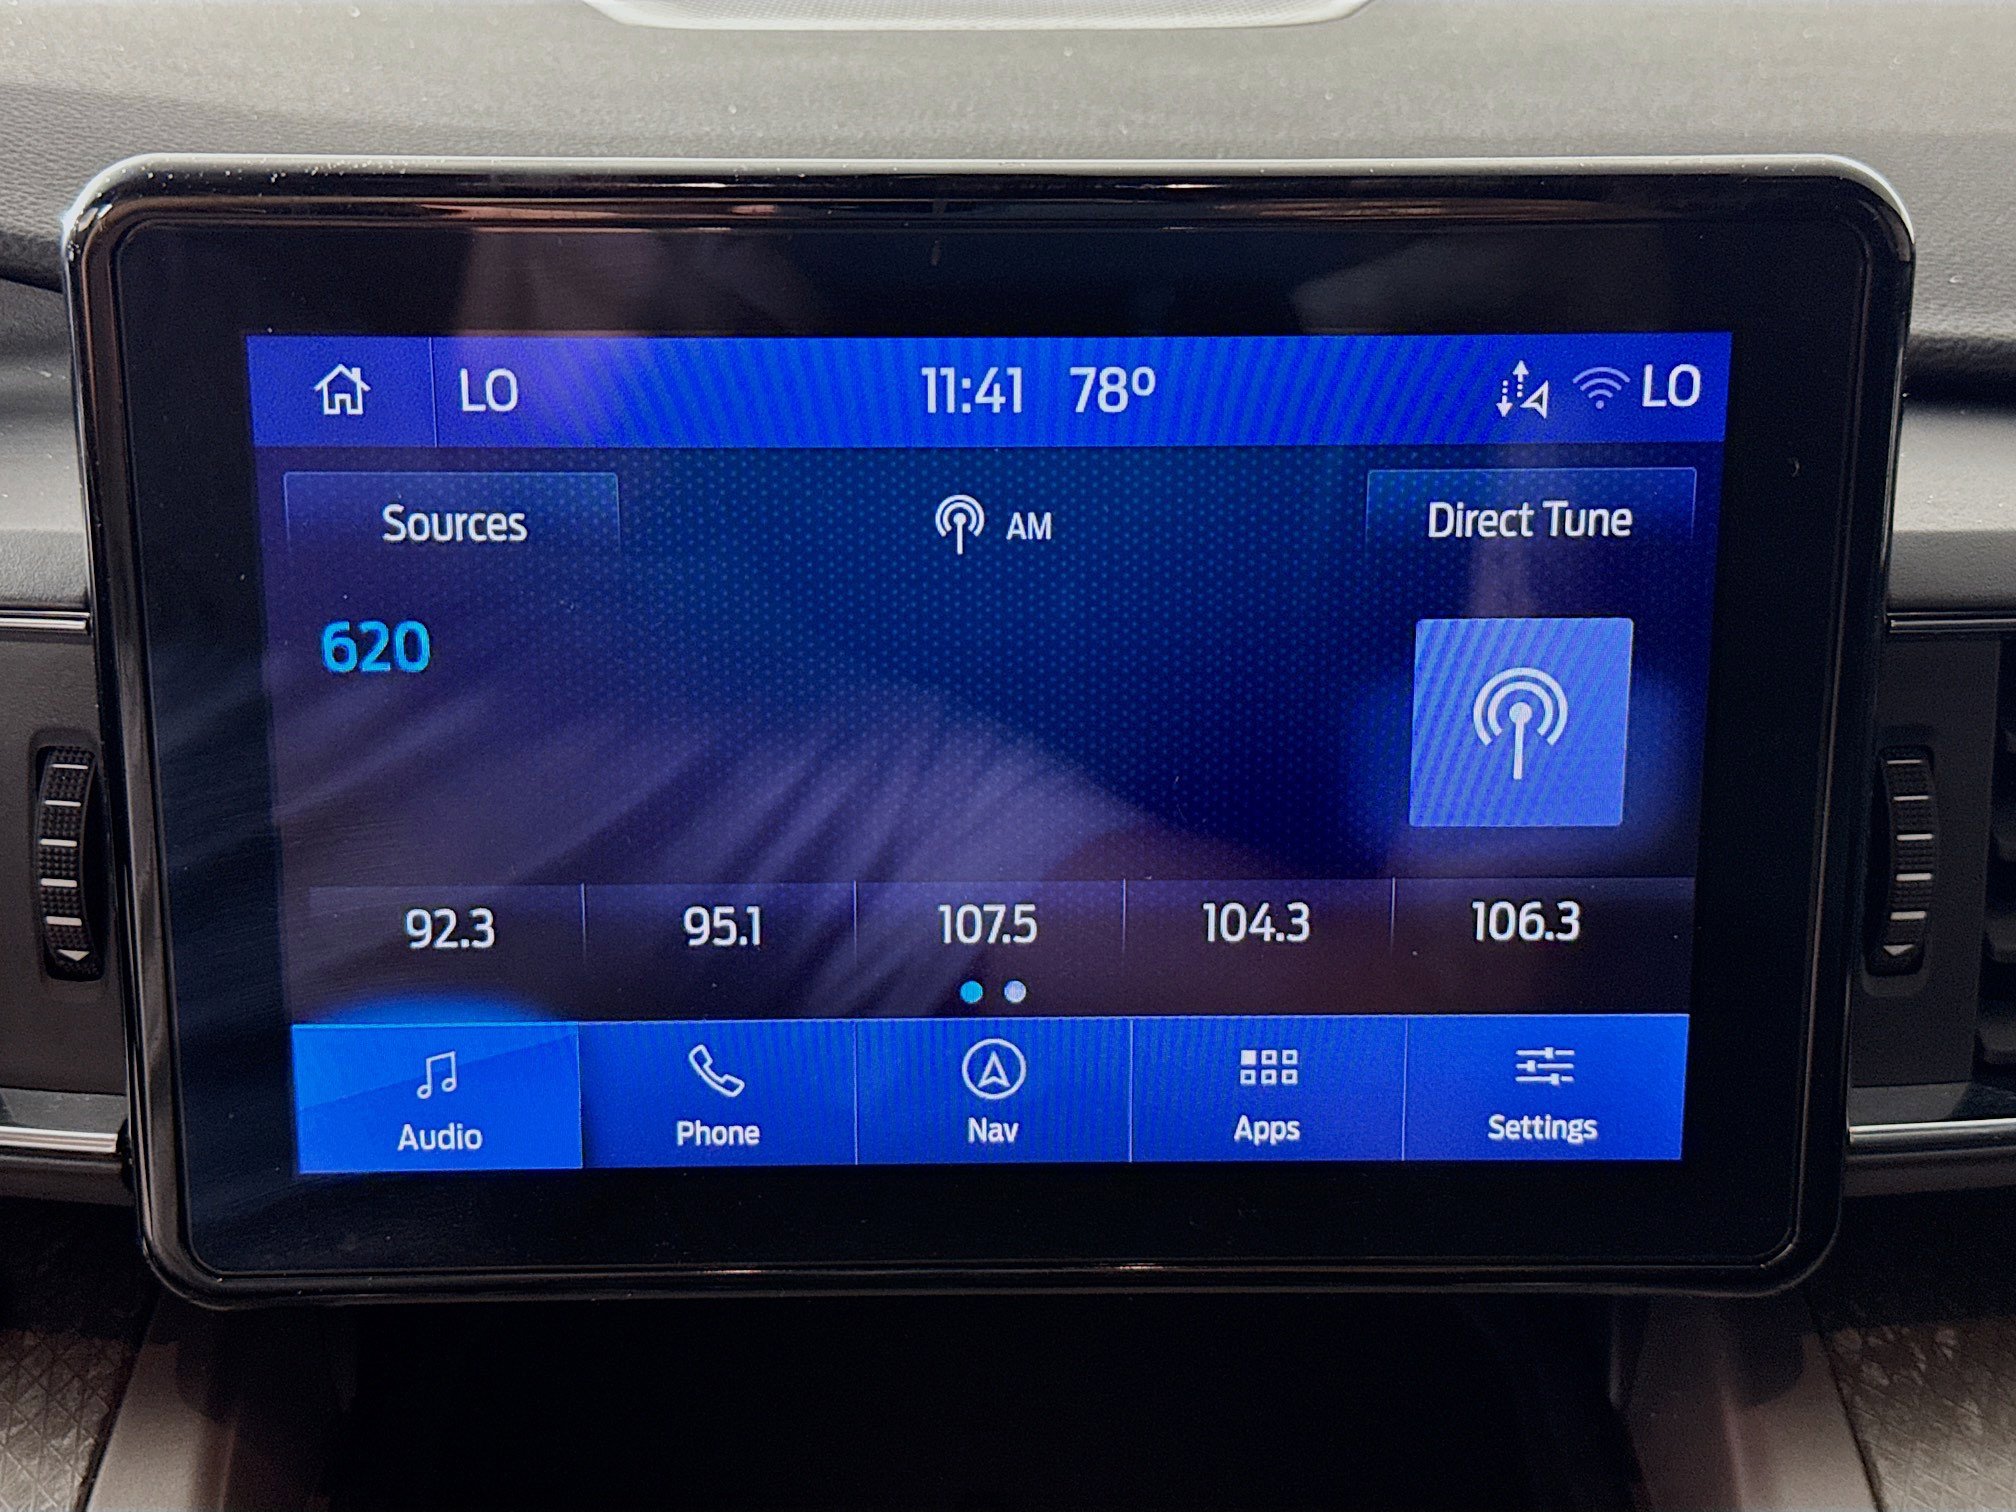 LO 11:41 78° LO
Sources AM Direct Tune
620
92.3 95.1 107.5 104.3 106.3
Audio Phone Nav Apps Settings